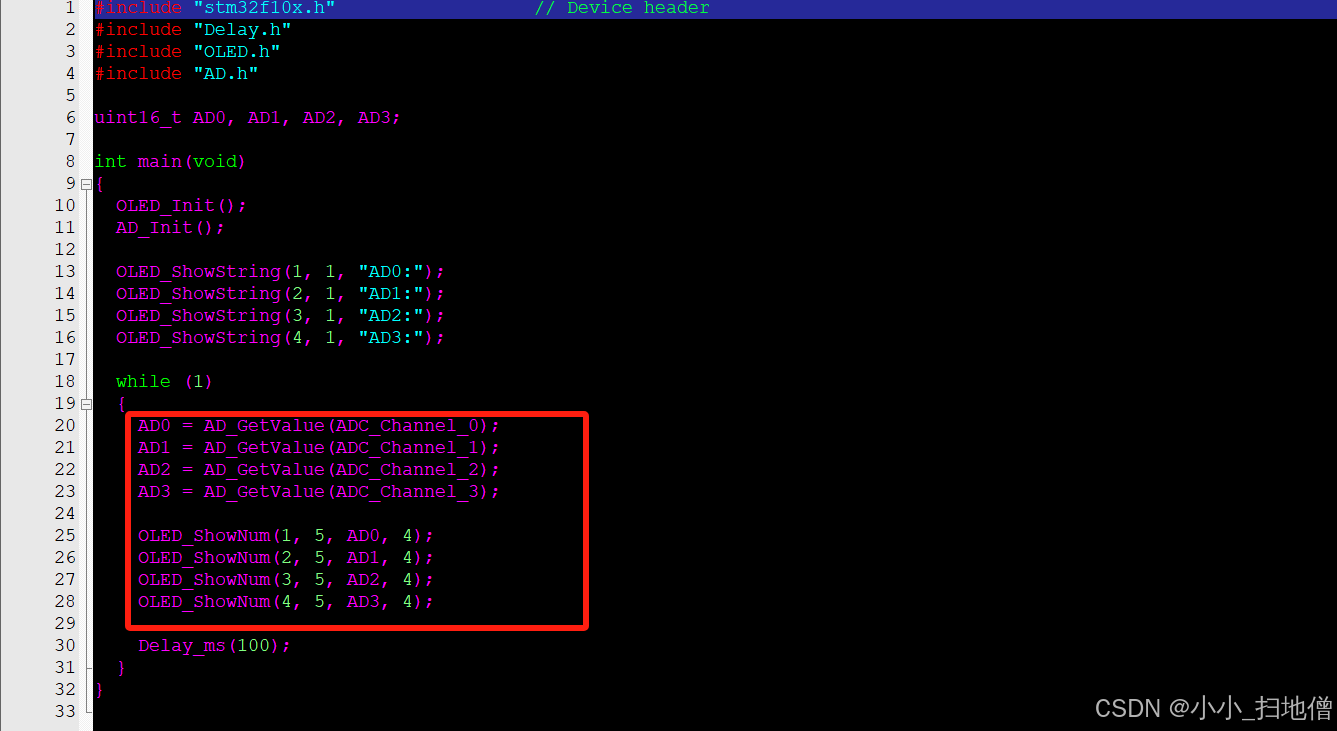 1 #include "stm32f10x.h" // Device header
2 #include "Delay.h"
3 #include "OLED.h"
4 #include "AD.h"
5
6 uint16_t AD0, AD1, AD2, AD3;
7
8 int main(void)
9 {
10 OLED_Init();
11 AD_Init();
12
13 OLED_ShowString(1, 1, "AD0:");
14 OLED_ShowString(2, 1, "AD1:");
15 OLED_ShowString(3, 1, "AD2:");
16 OLED_ShowString(4, 1, "AD3:");
17
18 while (1)
19 {
20 AD0 = AD_GetValue(ADC_Channel_0);
21 AD1 = AD_GetValue(ADC_Channel_1);
22 AD2 = AD_GetValue(ADC_Channel_2);
23 AD3 = AD_GetValue(ADC_Channel_3);
24
25 OLED_ShowNum(1, 5, AD0, 4);
26 OLED_ShowNum(2, 5, AD1, 4);
27 OLED_ShowNum(3, 5, AD2, 4);
28 OLED_ShowNum(4, 5, AD3, 4);
29
30 Delay_ms(100);
31 }
32 }
33
CSDN @小小_扫地僧